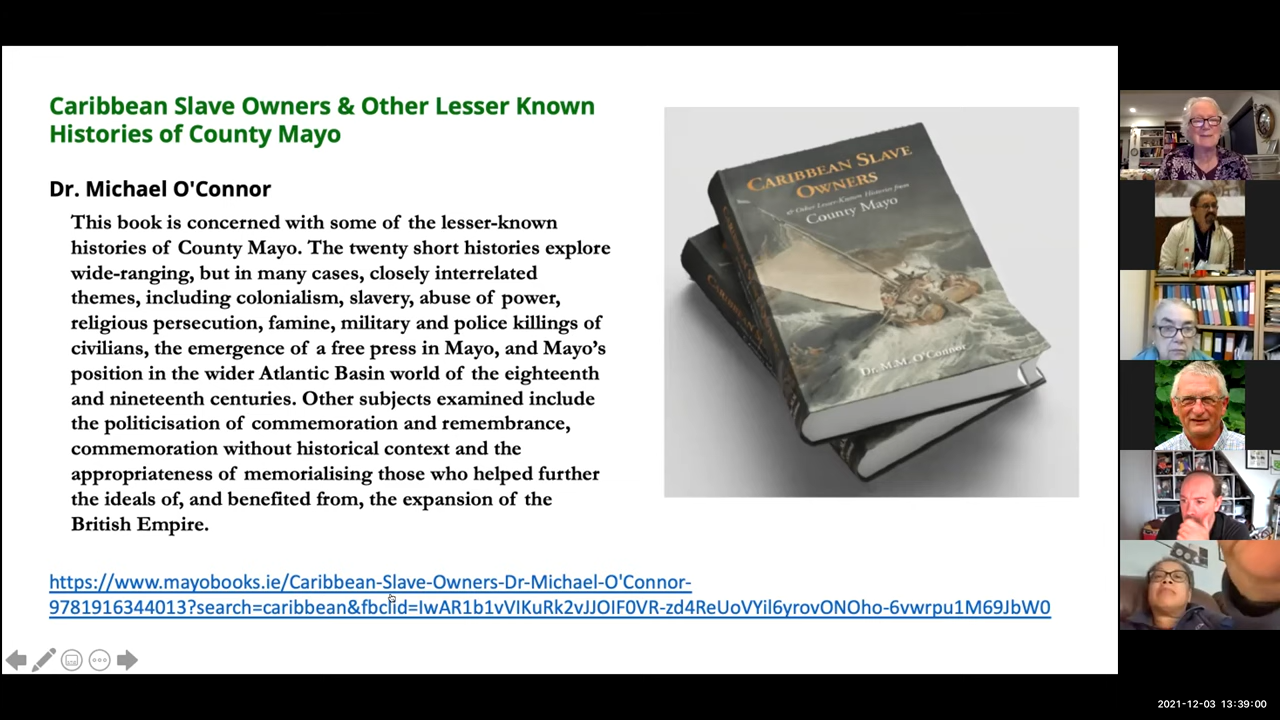 Caribbean Slave Owners & Other Lesser Known
Histories of County Mayo
Dr. Michael O'Connor
This book is concerned with some of the lesser-known
histories of County Mayo. The twenty short histories explore
wide-ranging, but in many cases, closely interrelated
themes, including colonialism, slavery, abuse of power,
religious persecution, famine, military and police killings of
civilians, the emergence of a free press in Mayo, and Mayo's
position in the wider Atlantic Basin world of the eighteenth
and nineteenth centuries. Other subjects examined include
the politicisation of commemoration and remembrance,
commemoration without historical context and the
appropriateness of memorialising those who helped further
the ideals of, and benefited from, the expansion of the
British Empire.
https://www.mayobooks.ie/Caribbean-Slave-Owners-Dr-Michael-O'Connor-
9781916344013?search=caribbean&fbclid=IwAR1b1vVIKuRk2vJJOIF0VR-zd4ReUoVYil6yrovONOho-6vwrpu1M69JbW0
CARIBBEAN SLAVE
OWNERS
& Other Lesser-Known Histories from
County Mayo
Dr. M.M. O'Connor
2021-12-03 13:39:00